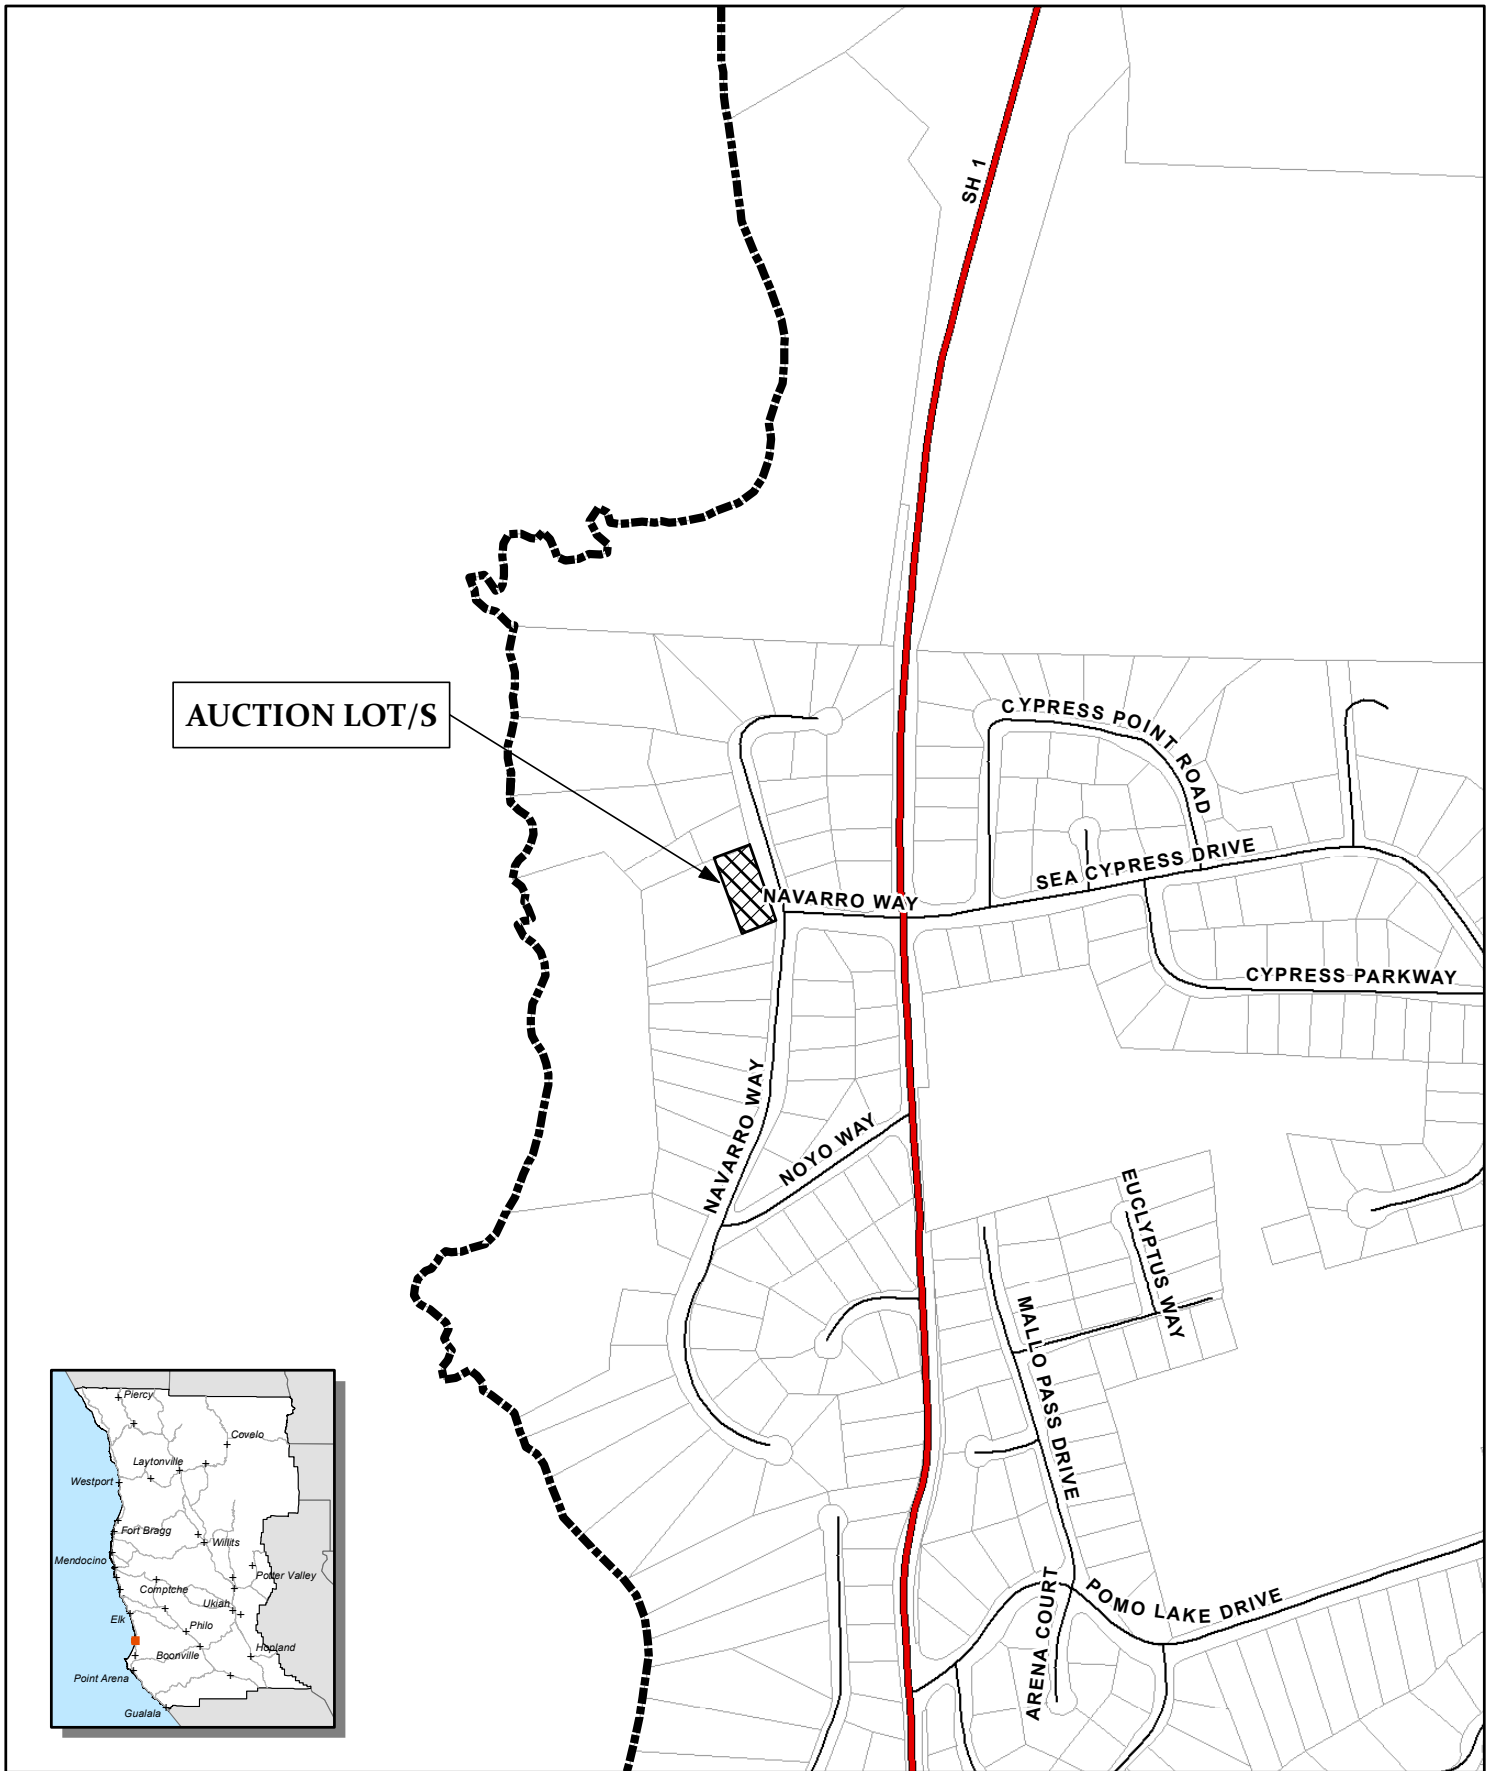 SH 1
AUCTION LOT/S
CYPRESS POINT ROAD
SEA CYPRESS DRIVE
NAVARRO WAY
CYPRESS PARKWAY
NAVARRO WAY
NOYO WAY
EUCLYPTUS WAY
MALLO PASS DRIVE
ARENA COURT
POMO LAKE DRIVE
Piercy
Covelo
Laytonville
Westport
Fort Bragg
Willits
Mendocino
Potter Valley
Comptche
Ukiah
Elk
Philo
Hopland
Boonville
Point Arena
Gualala